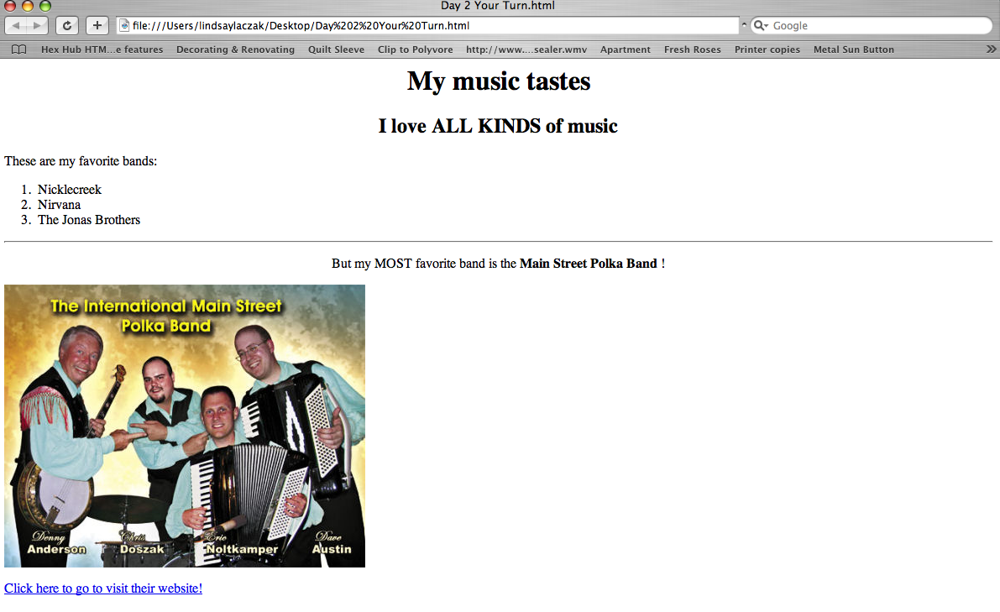 Day 2 Your Turn.html
file:///Users/lindsaylaczak/Desktop/Day%202%20Your%20Turn.html
Google
Hex Hub HTM...e features Decorating & Renovating Quilt Sleeve Clip to Polyvore http://www....sealer.wmv Apartment Fresh Roses Printer copies Metal Sun Button
My music tastes
I love ALL KINDS of music
These are my favorite bands:
1. Nicklecreek
2. Nirvana
3. The Jonas Brothers
But my MOST favorite band is the Main Street Polka Band !
The International Main Street
Polka Band
Denny Chris Eric Dave
Anderson Doszak Noltkamper Austin
Click here to go to visit their website!